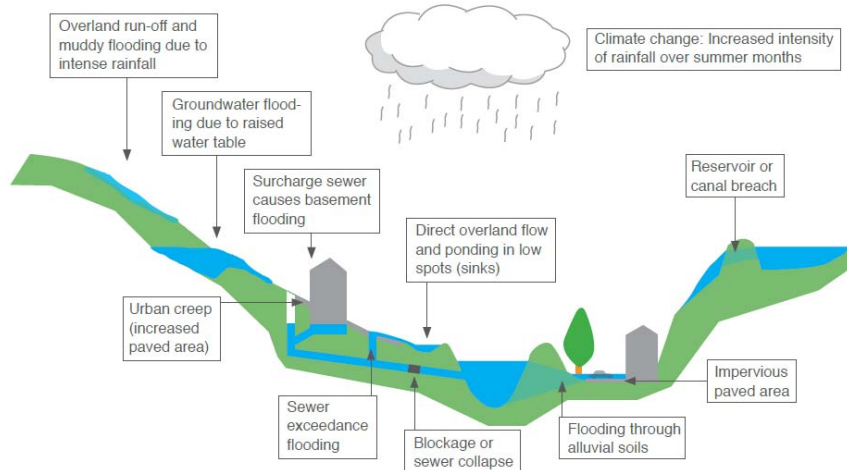 Overland run-off and
muddy flooding due to
intense rainfall
Climate change: Increased intensity
of rainfall over summer months
Groundwater flood-
ing due to raised
water table
Surcharge sewer
causes basement
flooding
Reservoir or
canal breach
Direct overland flow
and ponding in low
spots (sinks)
Urban creep
(increased
paved area)
Impervious
paved area
Sewer
exceedance
flooding
Blockage or
sewer collapse
Flooding through
alluvial soils